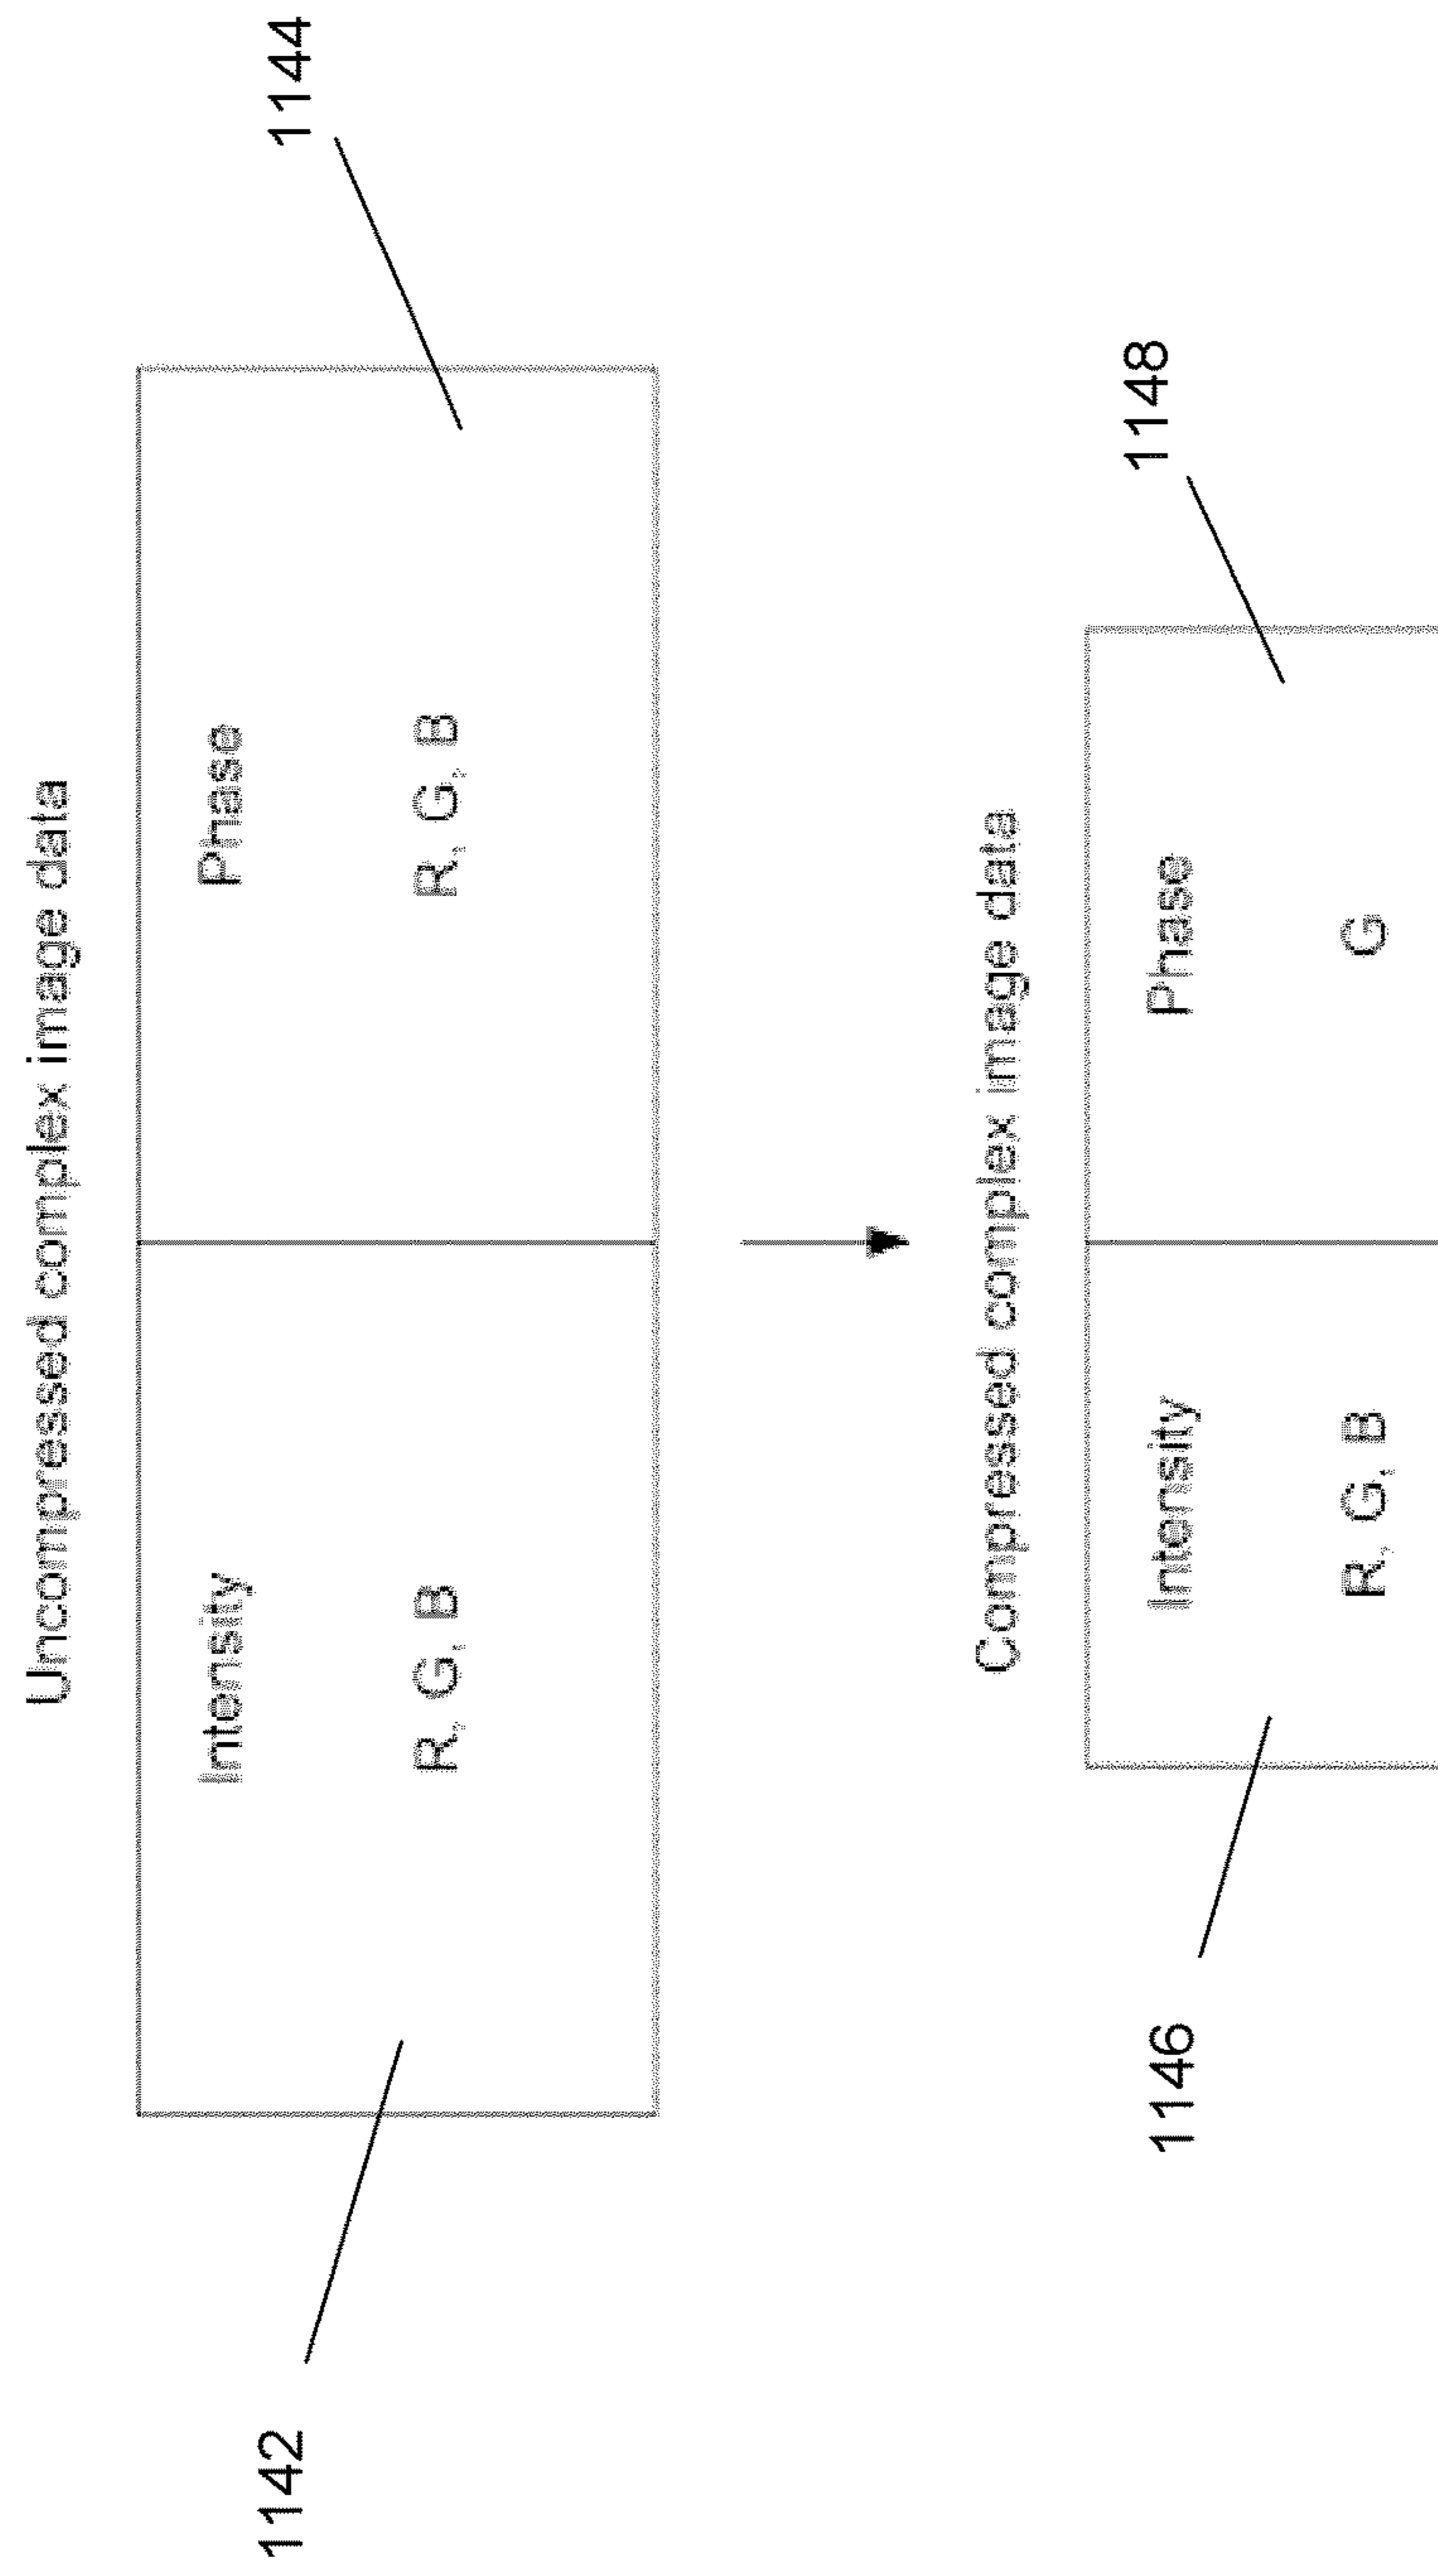 Uncompressed complex image data
1144
Intensity
Phase
R, G, B
R, G, B
1142
Compressed complex image data
1148
Intensity
Phase
R, G, B
G
1146